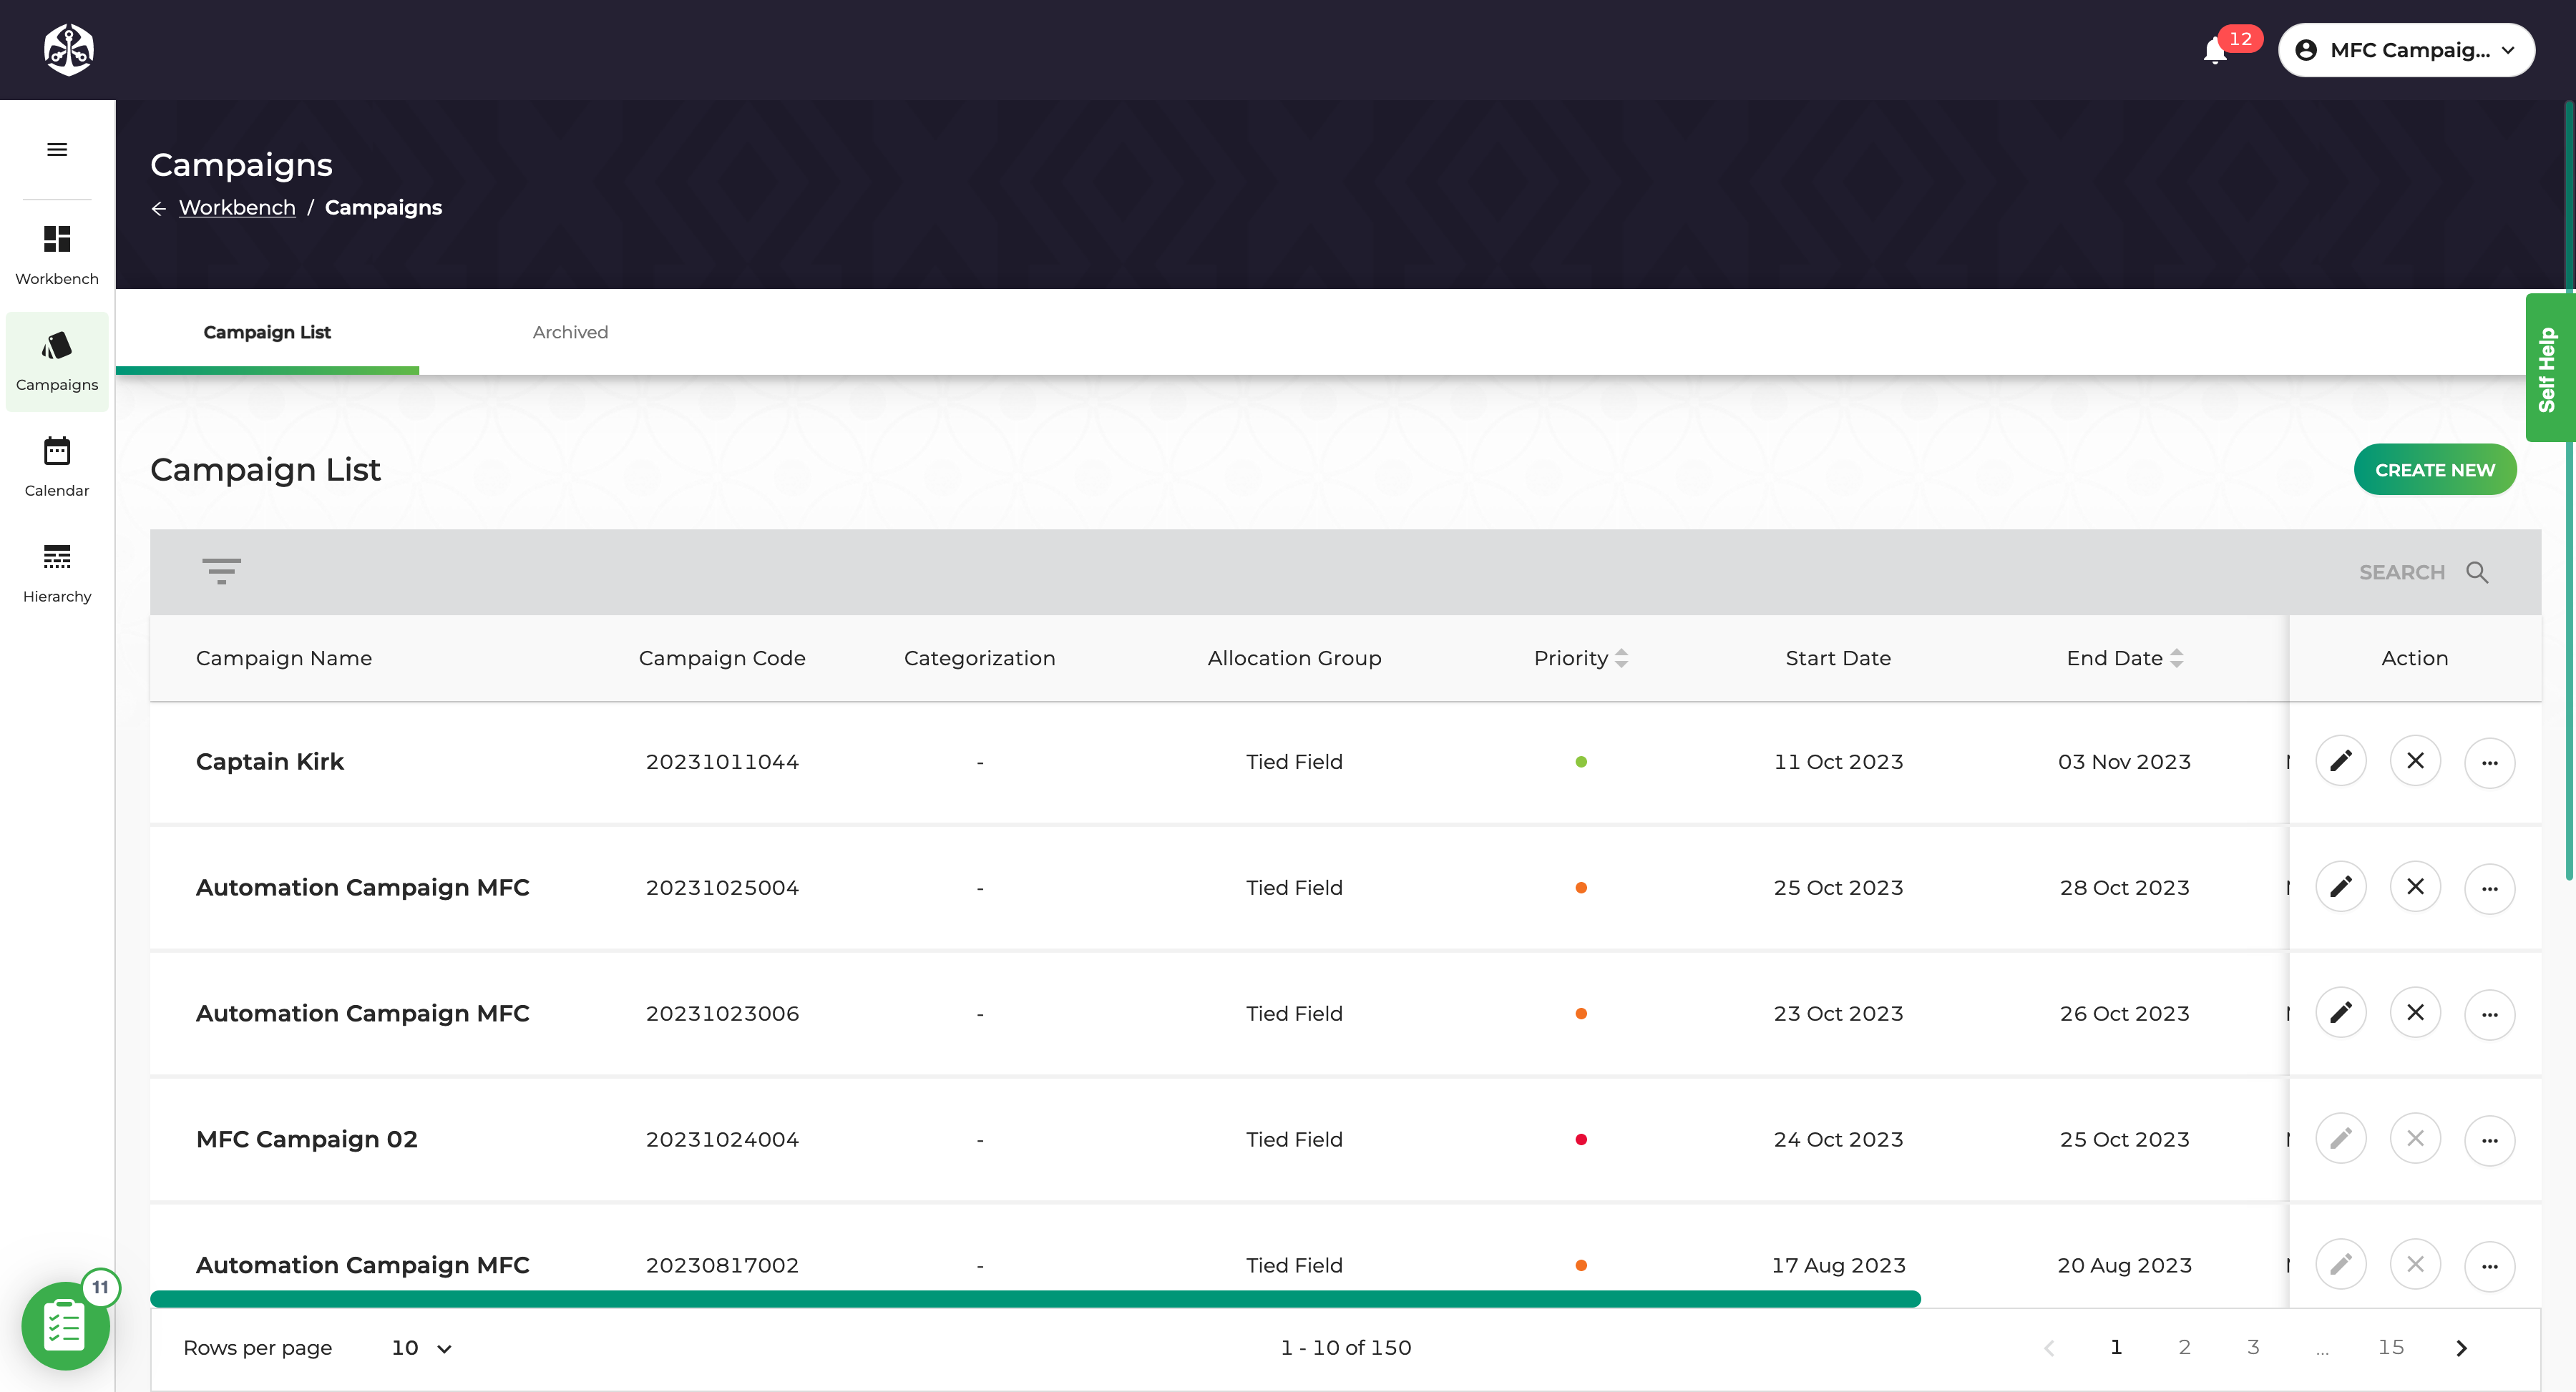 12
MFC Campaig...
Campaigns
Workbench / Campaigns
Workbench
Campaigns
Calendar
Hierarchy
Campaign List
Archived
Self Help
Campaign List
CREATE NEW
SEARCH
Campaign Name Campaign Code Categorization Allocation Group Priority Start Date End Date Action
Captain Kirk 20231011044 - Tied Field 11 Oct 2023 03 Nov 2023
Automation Campaign MFC 20231025004 - Tied Field 25 Oct 2023 28 Oct 2023
Automation Campaign MFC 20231023006 - Tied Field 23 Oct 2023 26 Oct 2023
MFC Campaign 02 20231024004 - Tied Field 24 Oct 2023 25 Oct 2023
Automation Campaign MFC 20230817002 - Tied Field 17 Aug 2023 20 Aug 2023
11
Rows per page 10 1 - 10 of 150 1 2 3 ... 15